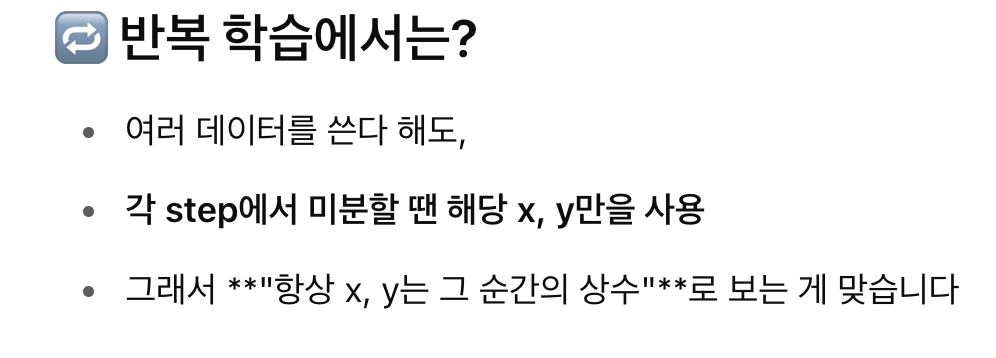 🔁 반복 학습에서는?
• 여러 데이터를 쓴다 해도,
• 각 step에서 미분할 땐 해당 x, y만을 사용
• 그래서 **"항상 x, y는 그 순간의 상수"**로 보는 게 맞습니다